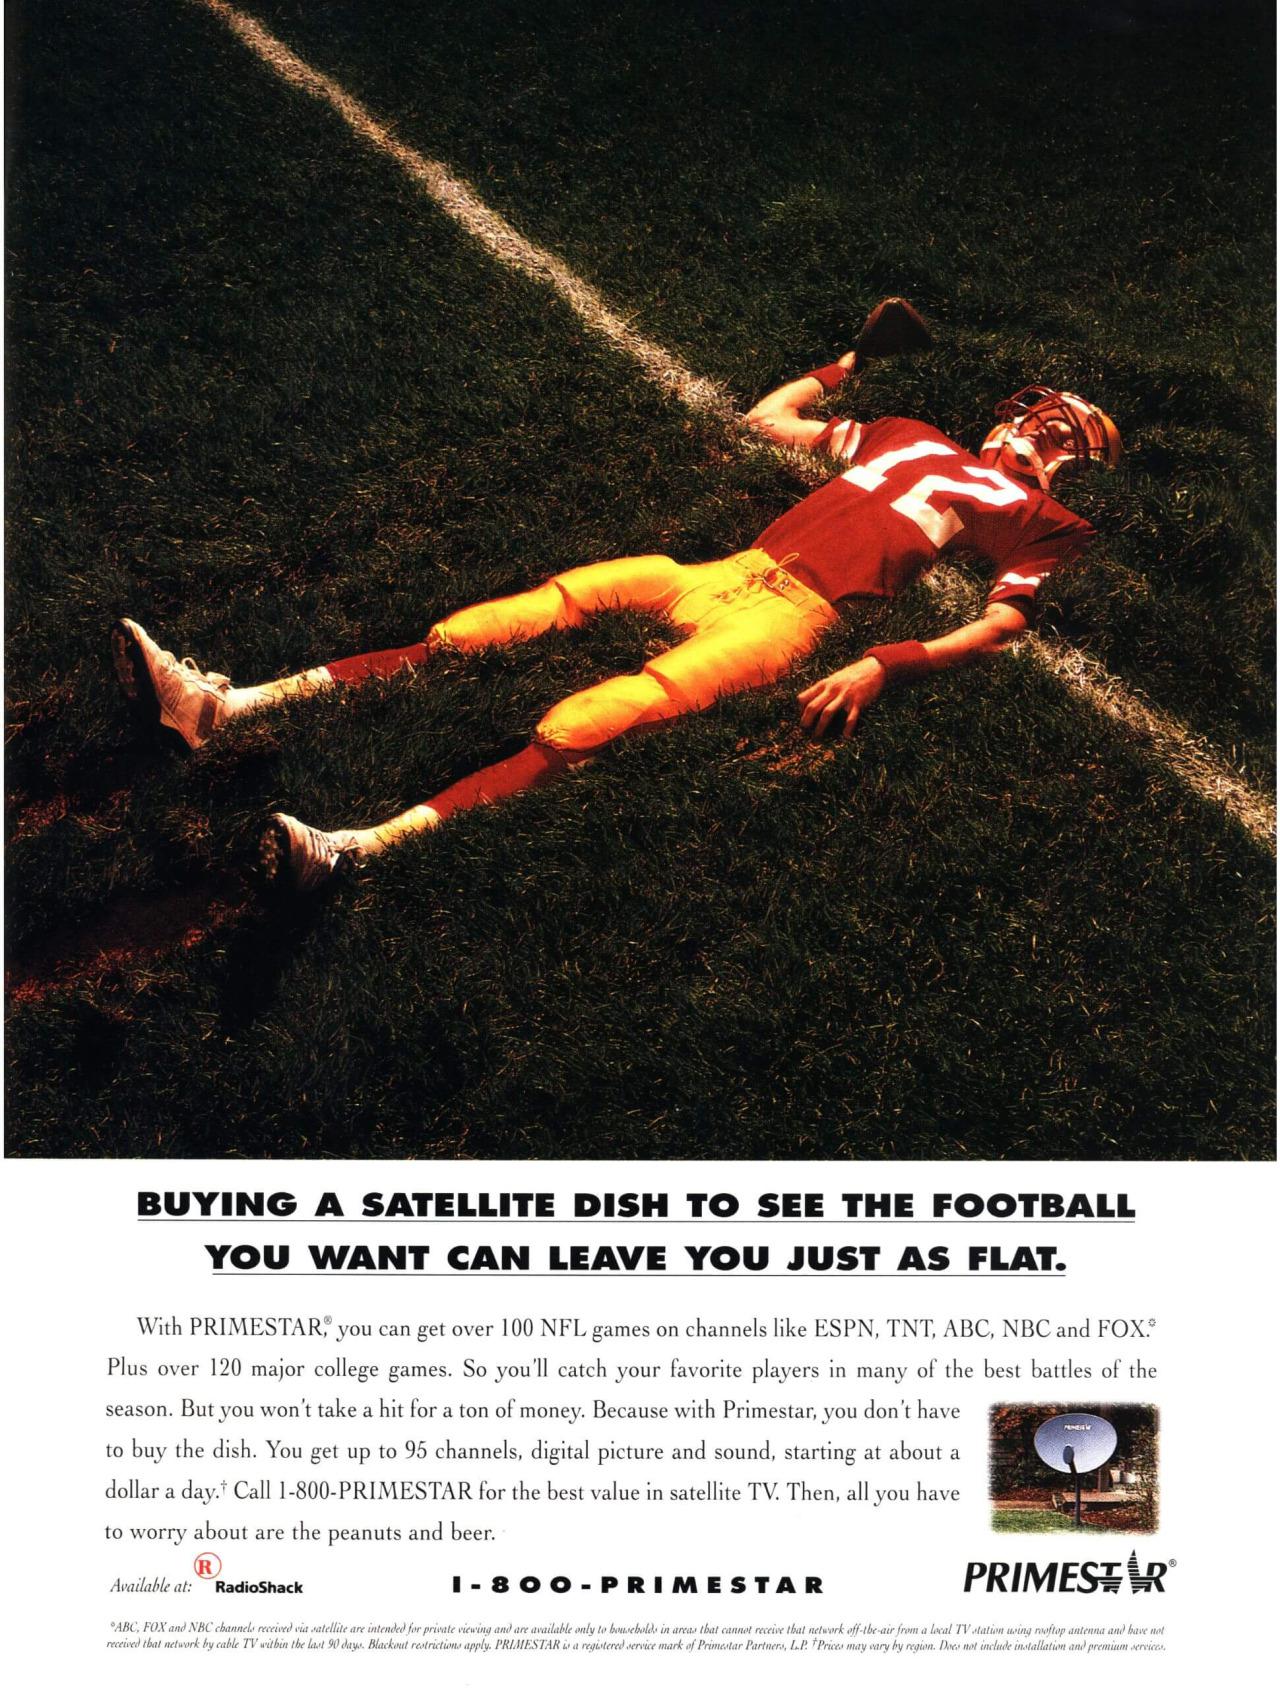 12
BUYING A SATELLITE DISH TO SEE THE FOOTBALL
YOU WANT CAN LEAVE YOU JUST AS FLAT.
With PRIMESTAR,® you can get over 100 NFL games on channels like ESPN, TNT, ABC, NBC and FOX.◊
Plus over 120 major college games. So you'll catch your favorite players in many of the best battles of the
season. But you won't take a hit for a ton of money. Because with Primestar, you don't have
to buy the dish. You get up to 95 channels, digital picture and sound, starting at about a
dollar a day.† Call 1-800-PRIMESTAR for the best value in satellite TV. Then, all you have
to worry about are the peanuts and beer.
PRIMESTAR
Available at: R RadioShack
1-800-PRIMESTAR
PRIMESTAR®
◊ABC, FOX and NBC channels received via satellite are intended for private viewing and are available only to households in areas that cannot receive that network off-the-air from a local TV station using rooftop antenna and have not
received that network by cable TV within the last 90 days. Blackout restrictions apply. PRIMESTAR is a registered service mark of Primestar Partners, L.P. †Prices may vary by region. Does not include installation and premium services.